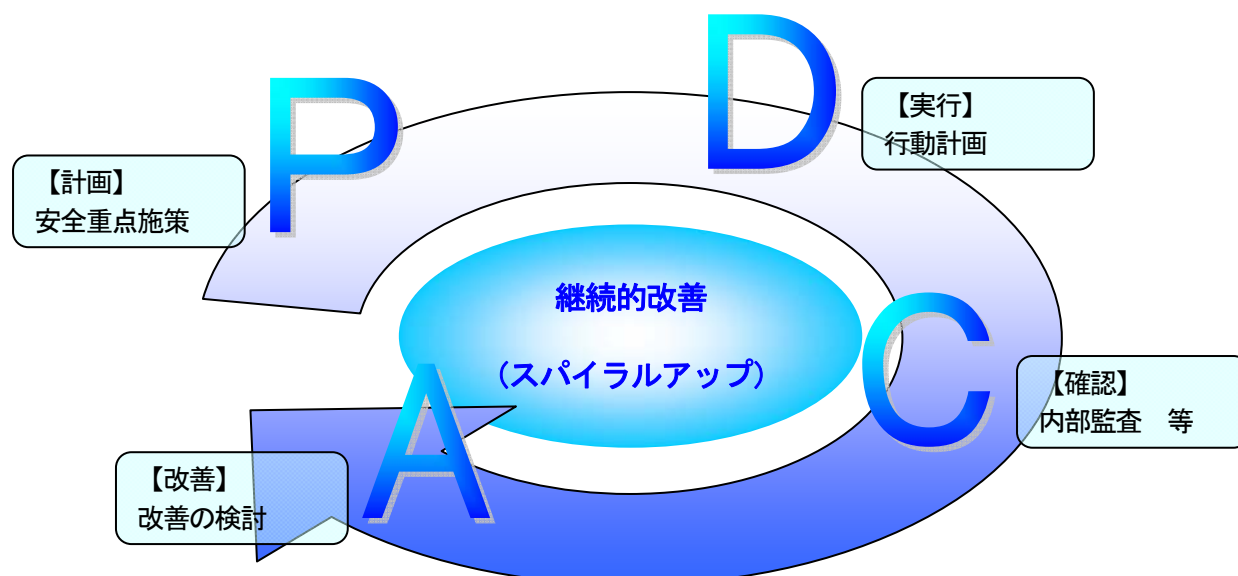 P
【計画】
安全重点施策
D
【実行】
行動計画
継続的改善
(スパイラルアップ)
C
【確認】
内部監査　等
A
【改善】
改善の検討